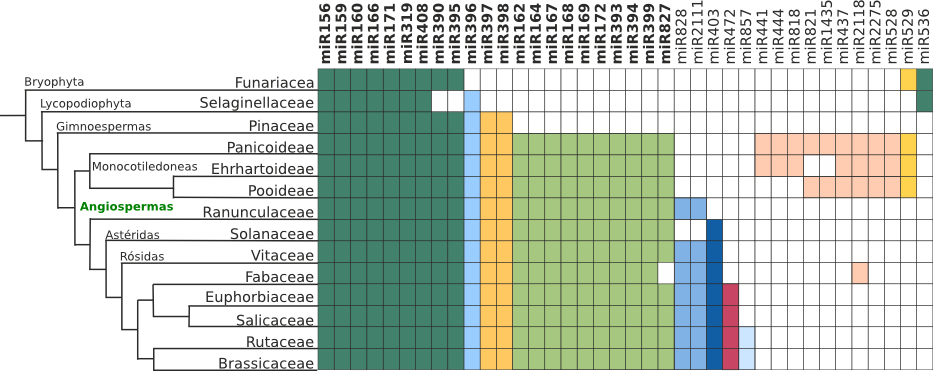 miR156
miR159
miR160
miR166
miR171
miR319
miR408
miR390
miR395
miR396
miR397
miR398
miR162
miR164
miR167
miR168
miR169
miR172
miR393
miR394
miR399
miR827
miR828
miR2111
miR403
miR472
miR857
miR441
miR444
miR818
miR821
miR1435
miR437
miR2118
miR2275
miR528
miR529
miR536
Bryophyta
Funariacea
Lycopodiophyta
Selaginellaceae
Gimnoespermas
Pinaceae
Panicoideae
Monocotiledoneas
Ehrhartoideae
Pooideae
Angiospermas
Ranunculaceae
Astéridas
Solanaceae
Rósidas
Vitaceae
Fabaceae
Euphorbiaceae
Salicaceae
Rutaceae
Brassicaceae